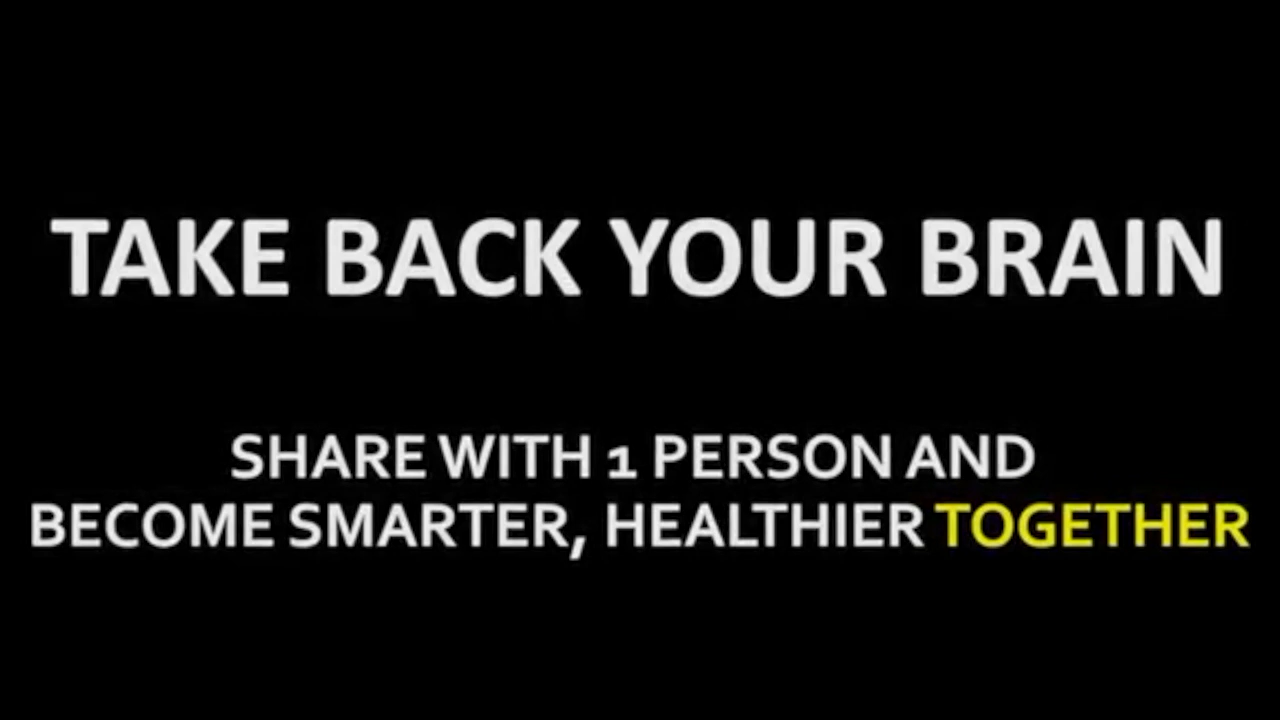 TAKE BACK YOUR BRAIN
SHARE WITH 1 PERSON AND
BECOME SMARTER, HEALTHIER TOGETHER